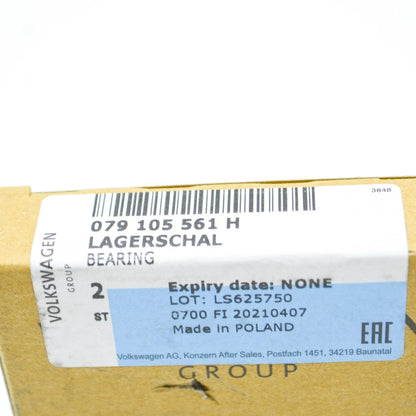 3848
079 105 561 H
LAGERSCHAL
BEARING
VOLKSWAGEN
GROUP
2
ST
Expiry date: NONE
LOT: LS625750
0700 FI 20210407
Made in POLAND
EAC
Volkswagen AG, Konzern After Sales, Postfach 1451, 34219 Baunatal
GROUP